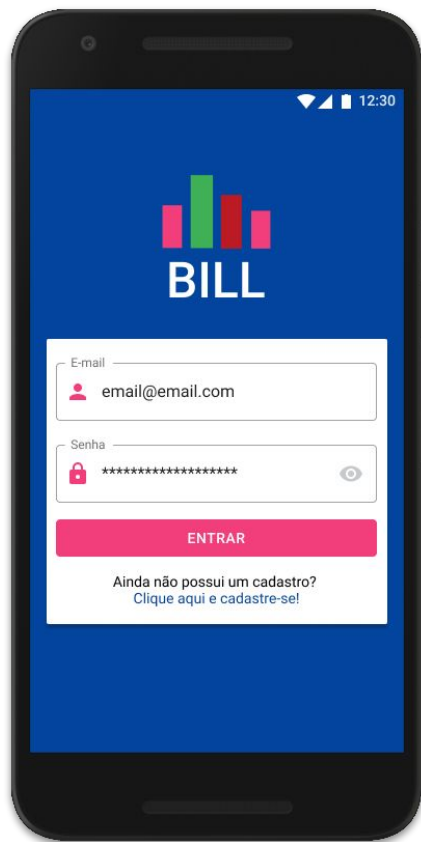 12:30
BILL
E-mail
email@email.com
Senha
*******************
ENTRAR
Ainda não possui um cadastro?
Clique aqui e cadastre-se!